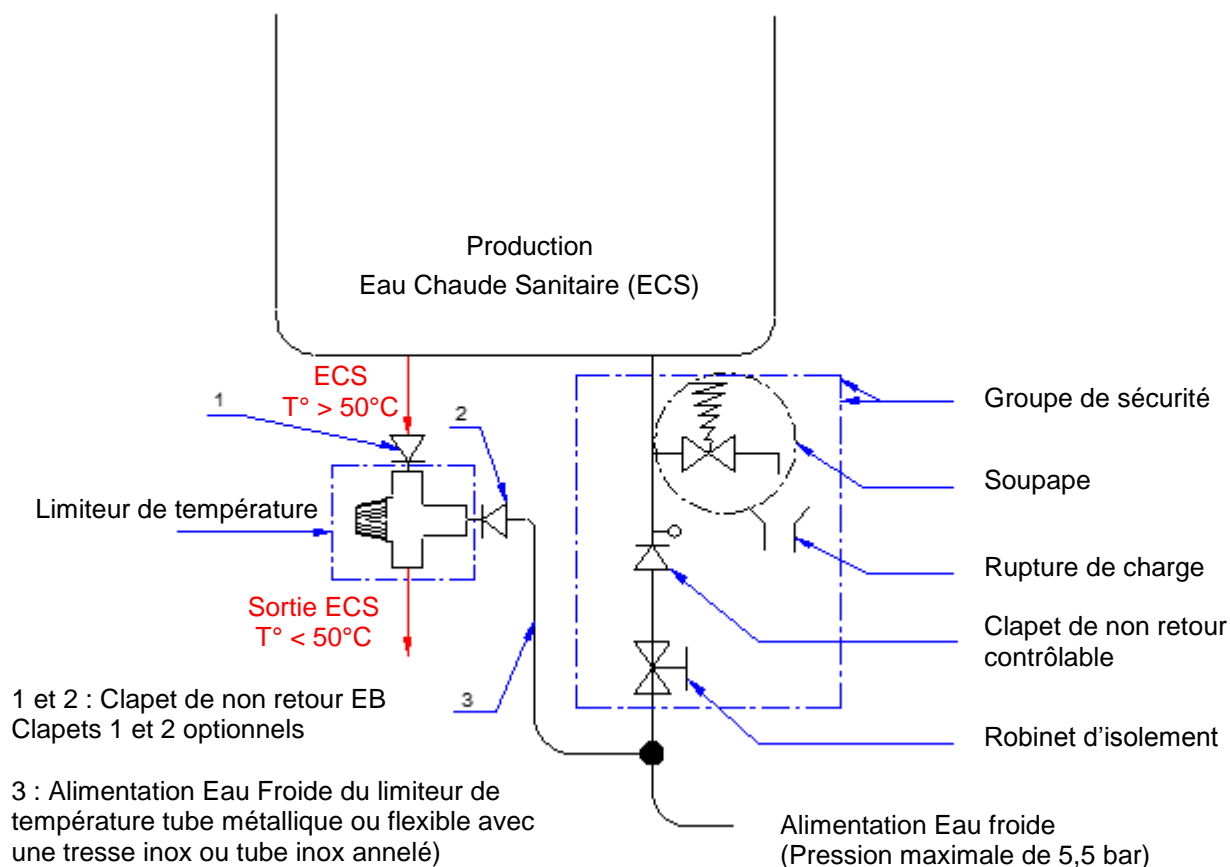 Production
Eau Chaude Sanitaire (ECS)
ECS
T° > 50°C
1
2
Limiteur de température
Sortie ECS
T° < 50°C
3
Groupe de sécurité
Soupape
Rupture de charge
Clapet de non retour
contrôlable
Robinet d’isolement
1 et 2 : Clapet de non retour EB
Clapets 1 et 2 optionnels
3 : Alimentation Eau Froide du limiteur de
température tube métallique ou flexible avec
une tresse inox ou tube inox annelé)
Alimentation Eau froide
(Pression maximale de 5,5 bar)